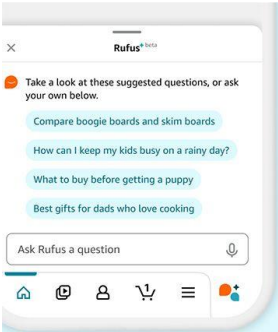 Rufus beta
Take a look at these suggested questions, or ask
your own below.
Compare boogie boards and skim boards
How can I keep my kids busy on a rainy day?
What to buy before getting a puppy
Best gifts for dads who love cooking
Ask Rufus a question
1